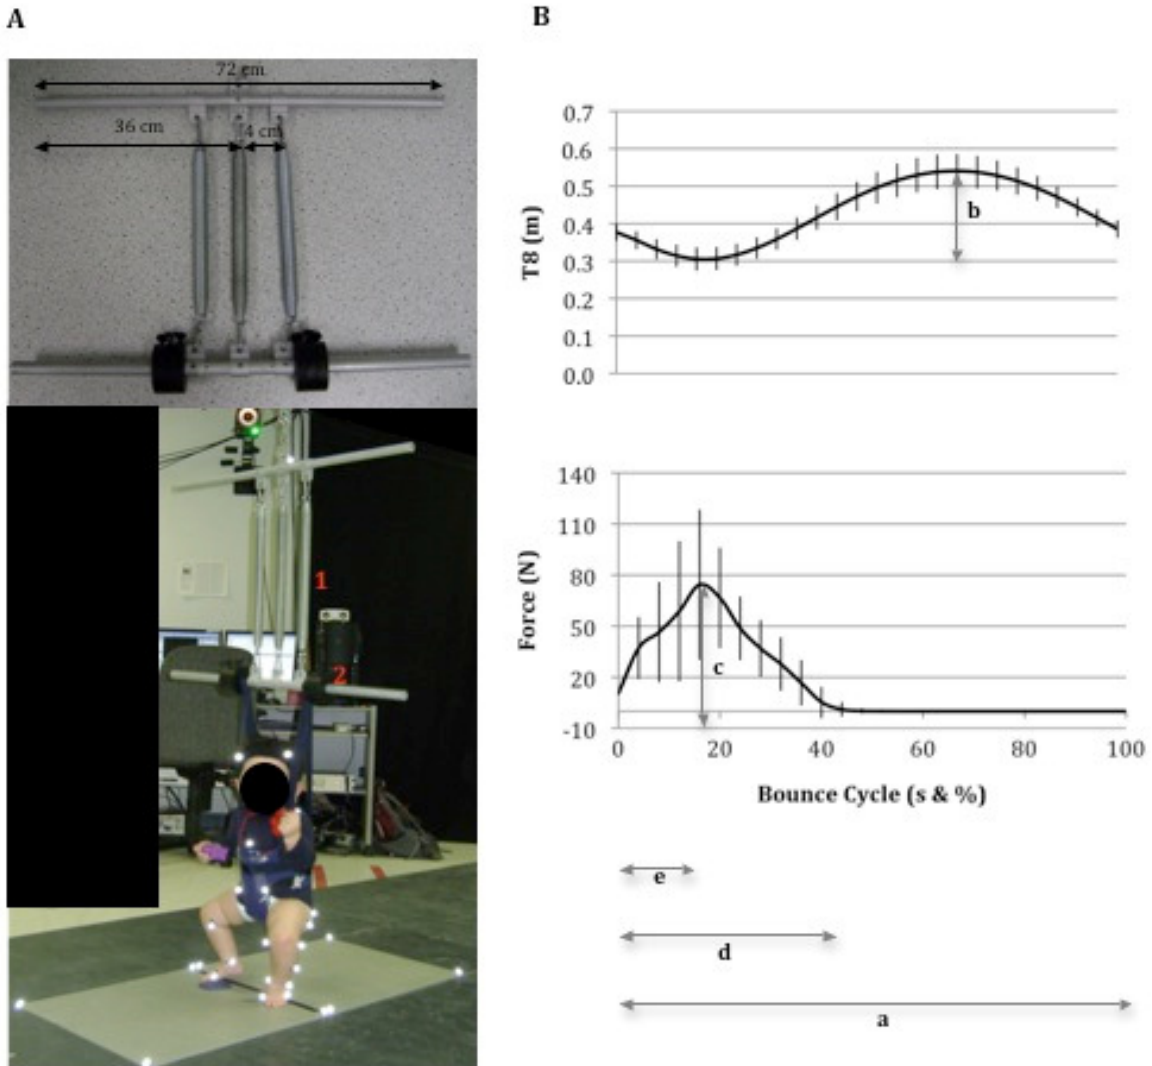 A
72 cm
36 cm
4 cm
1
2
B
0.7
0.6
0.5
0.4
0.3
0.2
0.1
0.0
T8 (m)
b
140
110
80
50
20
-10
Force (N)
c
0 20 40 60 80 100
Bounce Cycle (s & %)
e
d
a